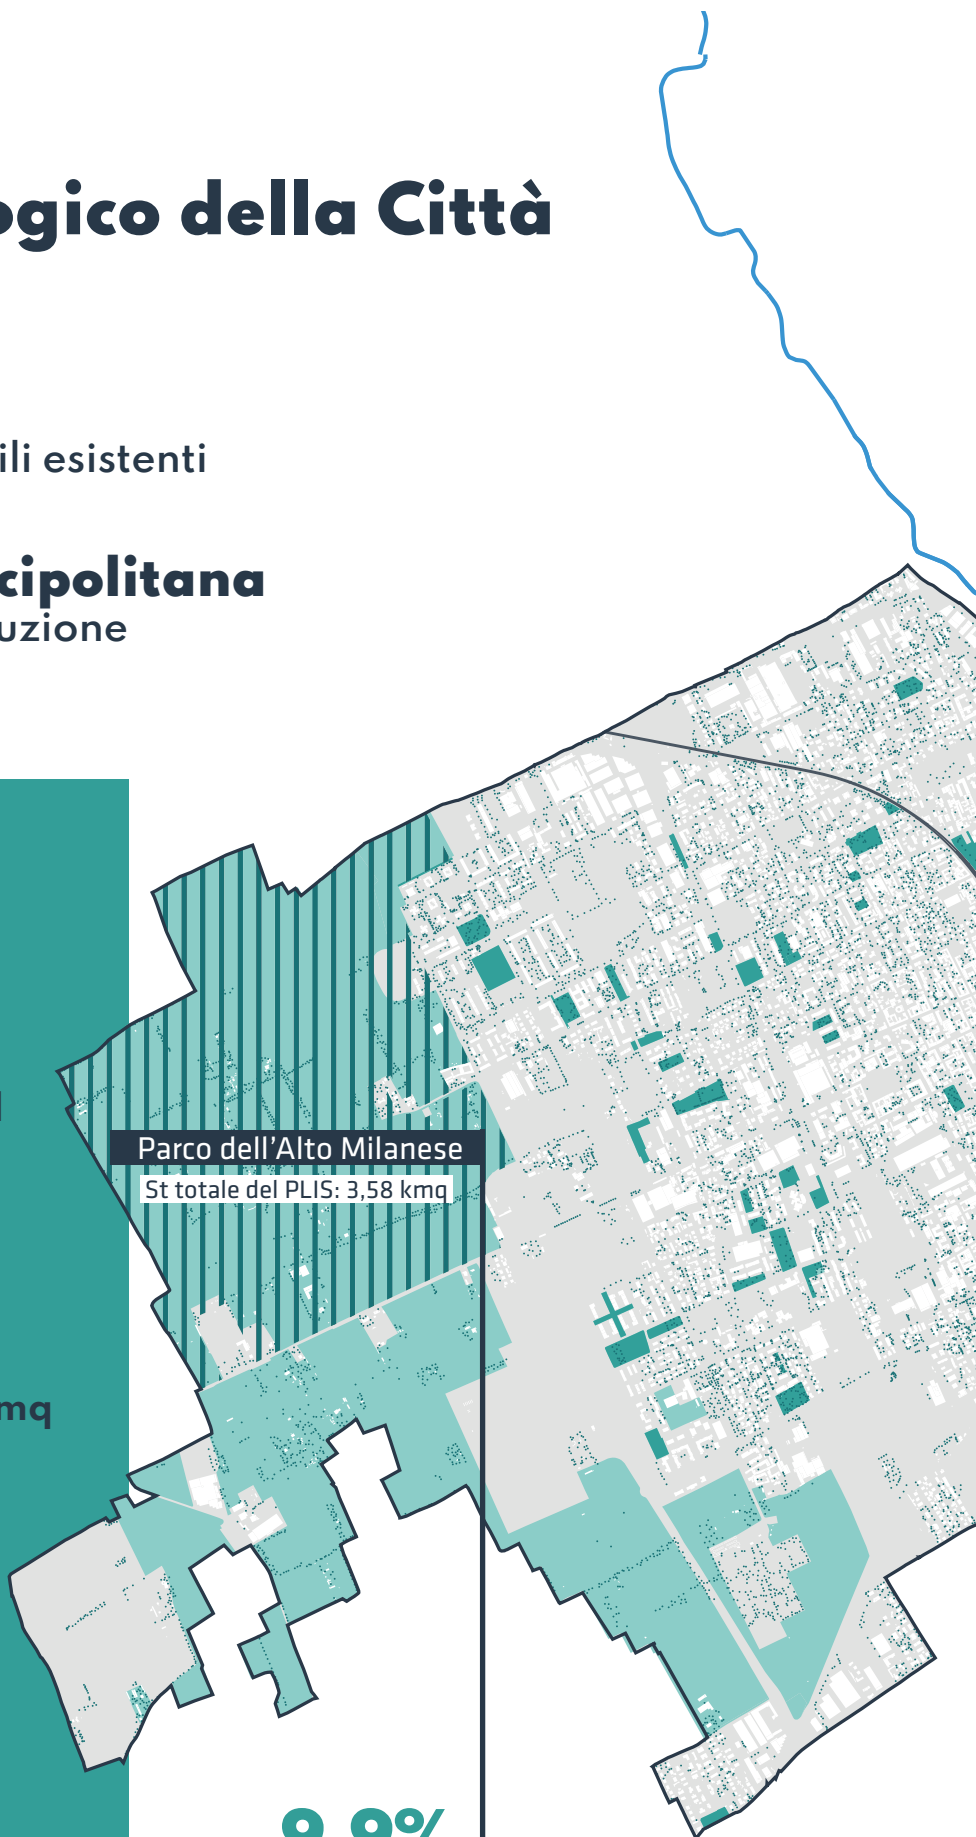 ogico della Città
ili esistenti
cipolitana
uzione
Parco dell'Alto Milanese
St totale del PLIS: 3,58 kmq
mq